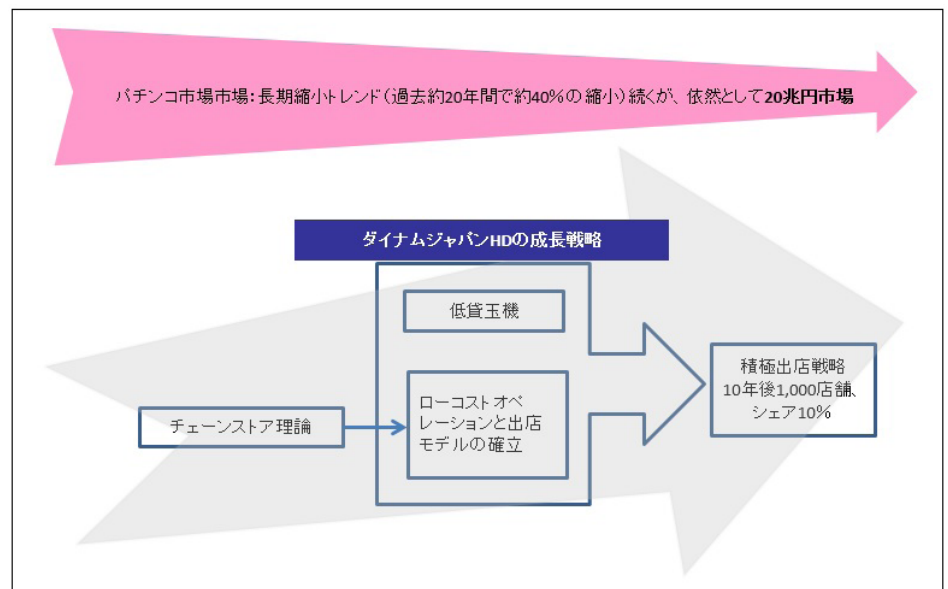 パチンコ市場市場：長期縮小トレンド（過去約20年間で約40%の縮小）続くが、依然として20兆円市場
ダイナムジャパンHDの成長戦略
低貸玉機
チェーンストア理論
ローコストオペ
レーションと出店
モデルの確立
積極出店戦略
10年後1,000店舗、
シェア10%